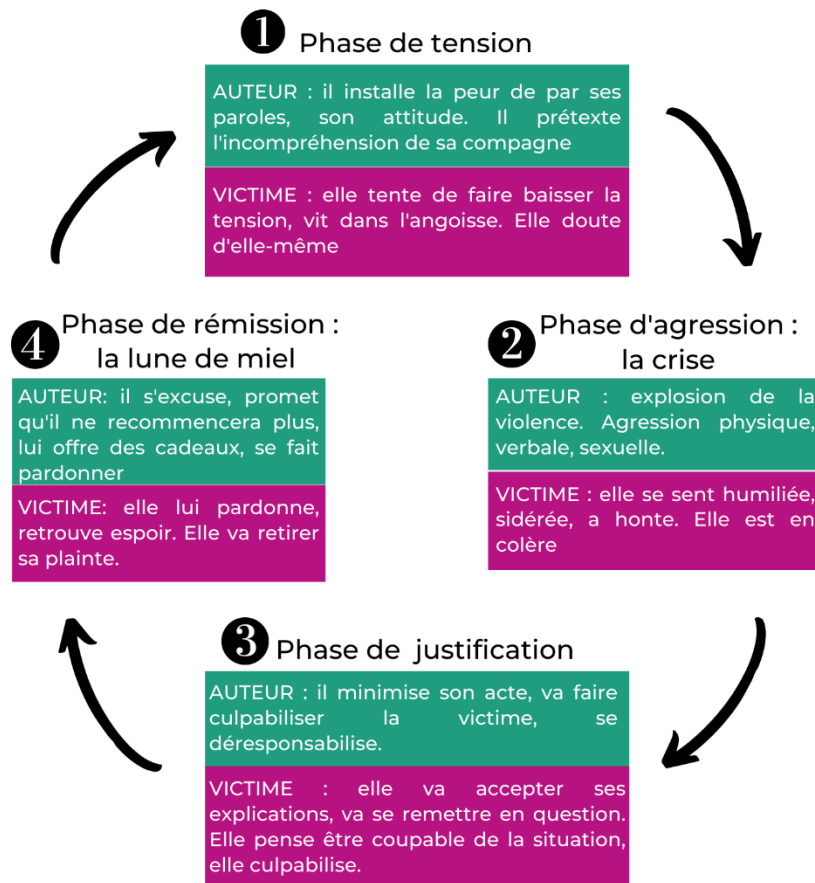 1 Phase de tension
AUTEUR : il installe la peur de par ses
paroles, son attitude. Il prétexte
l'incompréhension de sa compagne
VICTIME : elle tente de faire baisser la
tension, vit dans l'angoisse. Elle doute
d'elle-même
2 Phase d'agression :
la crise
AUTEUR : explosion de la
violence. Agression physique,
verbale, sexuelle.
VICTIME : elle se sent humiliée,
sidérée, a honte. Elle est en
colère
3 Phase de justification
AUTEUR : il minimise son acte, va faire
culpabiliser la victime, se
déresponsabilise.
VICTIME : elle va accepter ses
explications, va se remettre en question.
Elle pense être coupable de la situation,
elle culpabilise.
4 Phase de rémission :
la lune de miel
AUTEUR: il s'excuse, promet
qu'il ne recommencera plus,
lui offre des cadeaux, se fait
pardonner
VICTIME: elle lui pardonne,
retrouve espoir. Elle va retirer
sa plainte.